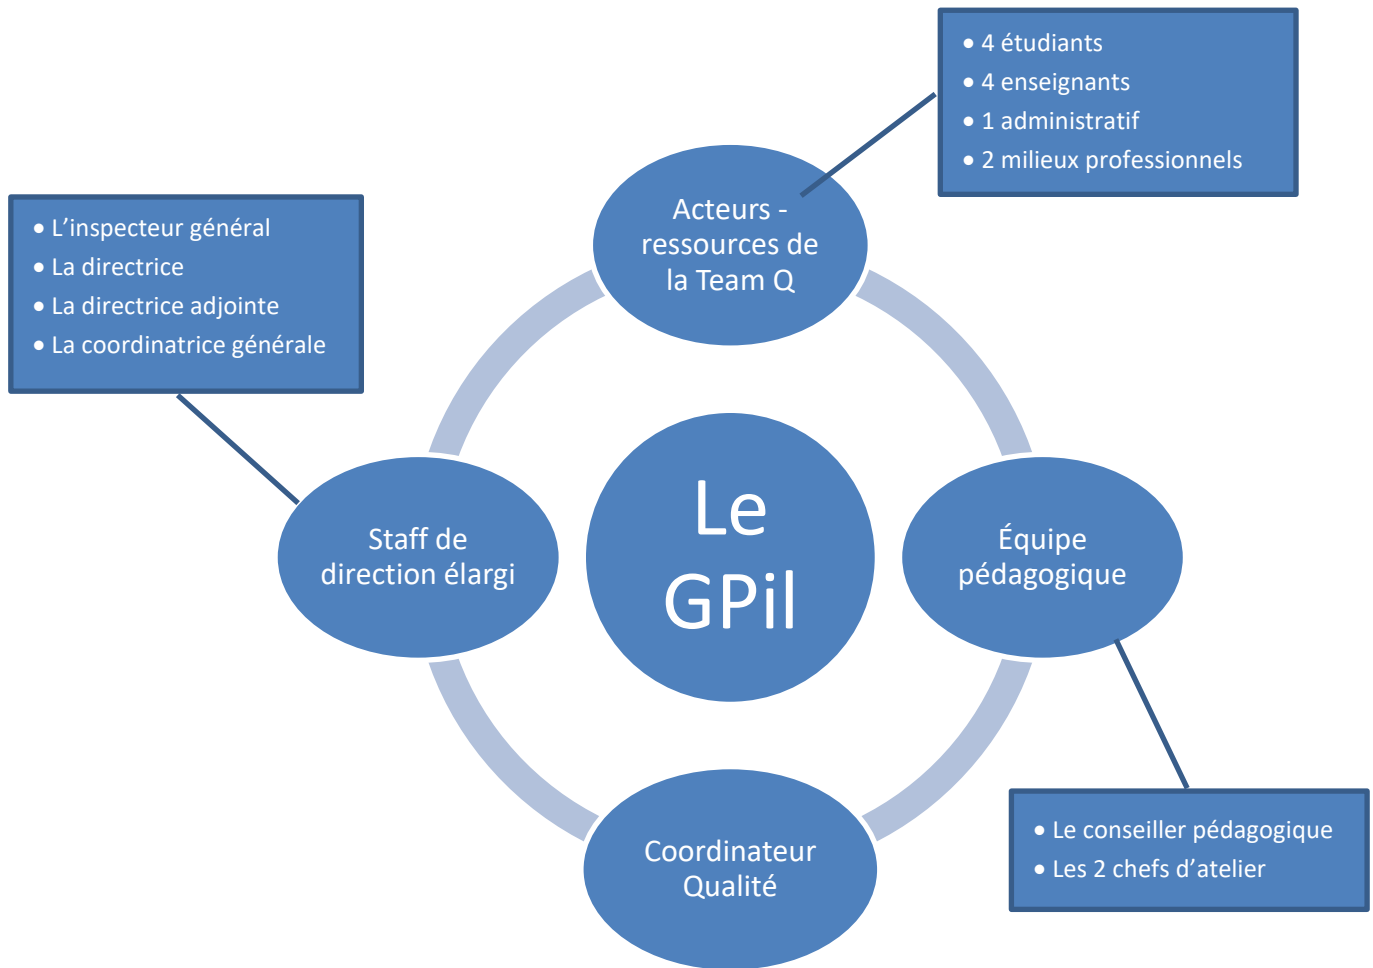 • 4 étudiants
• 4 enseignants
• 1 administratif
• 2 milieux professionnels
Acteurs -
ressources de
la Team Q
• L’inspecteur général
• La directrice
• La directrice adjointe
• La coordinatrice générale
Staff de
direction élargi
Le
GPil
Équipe
pédagogique
Coordinateur
Qualité
• Le conseiller pédagogique
• Les 2 chefs d’atelier